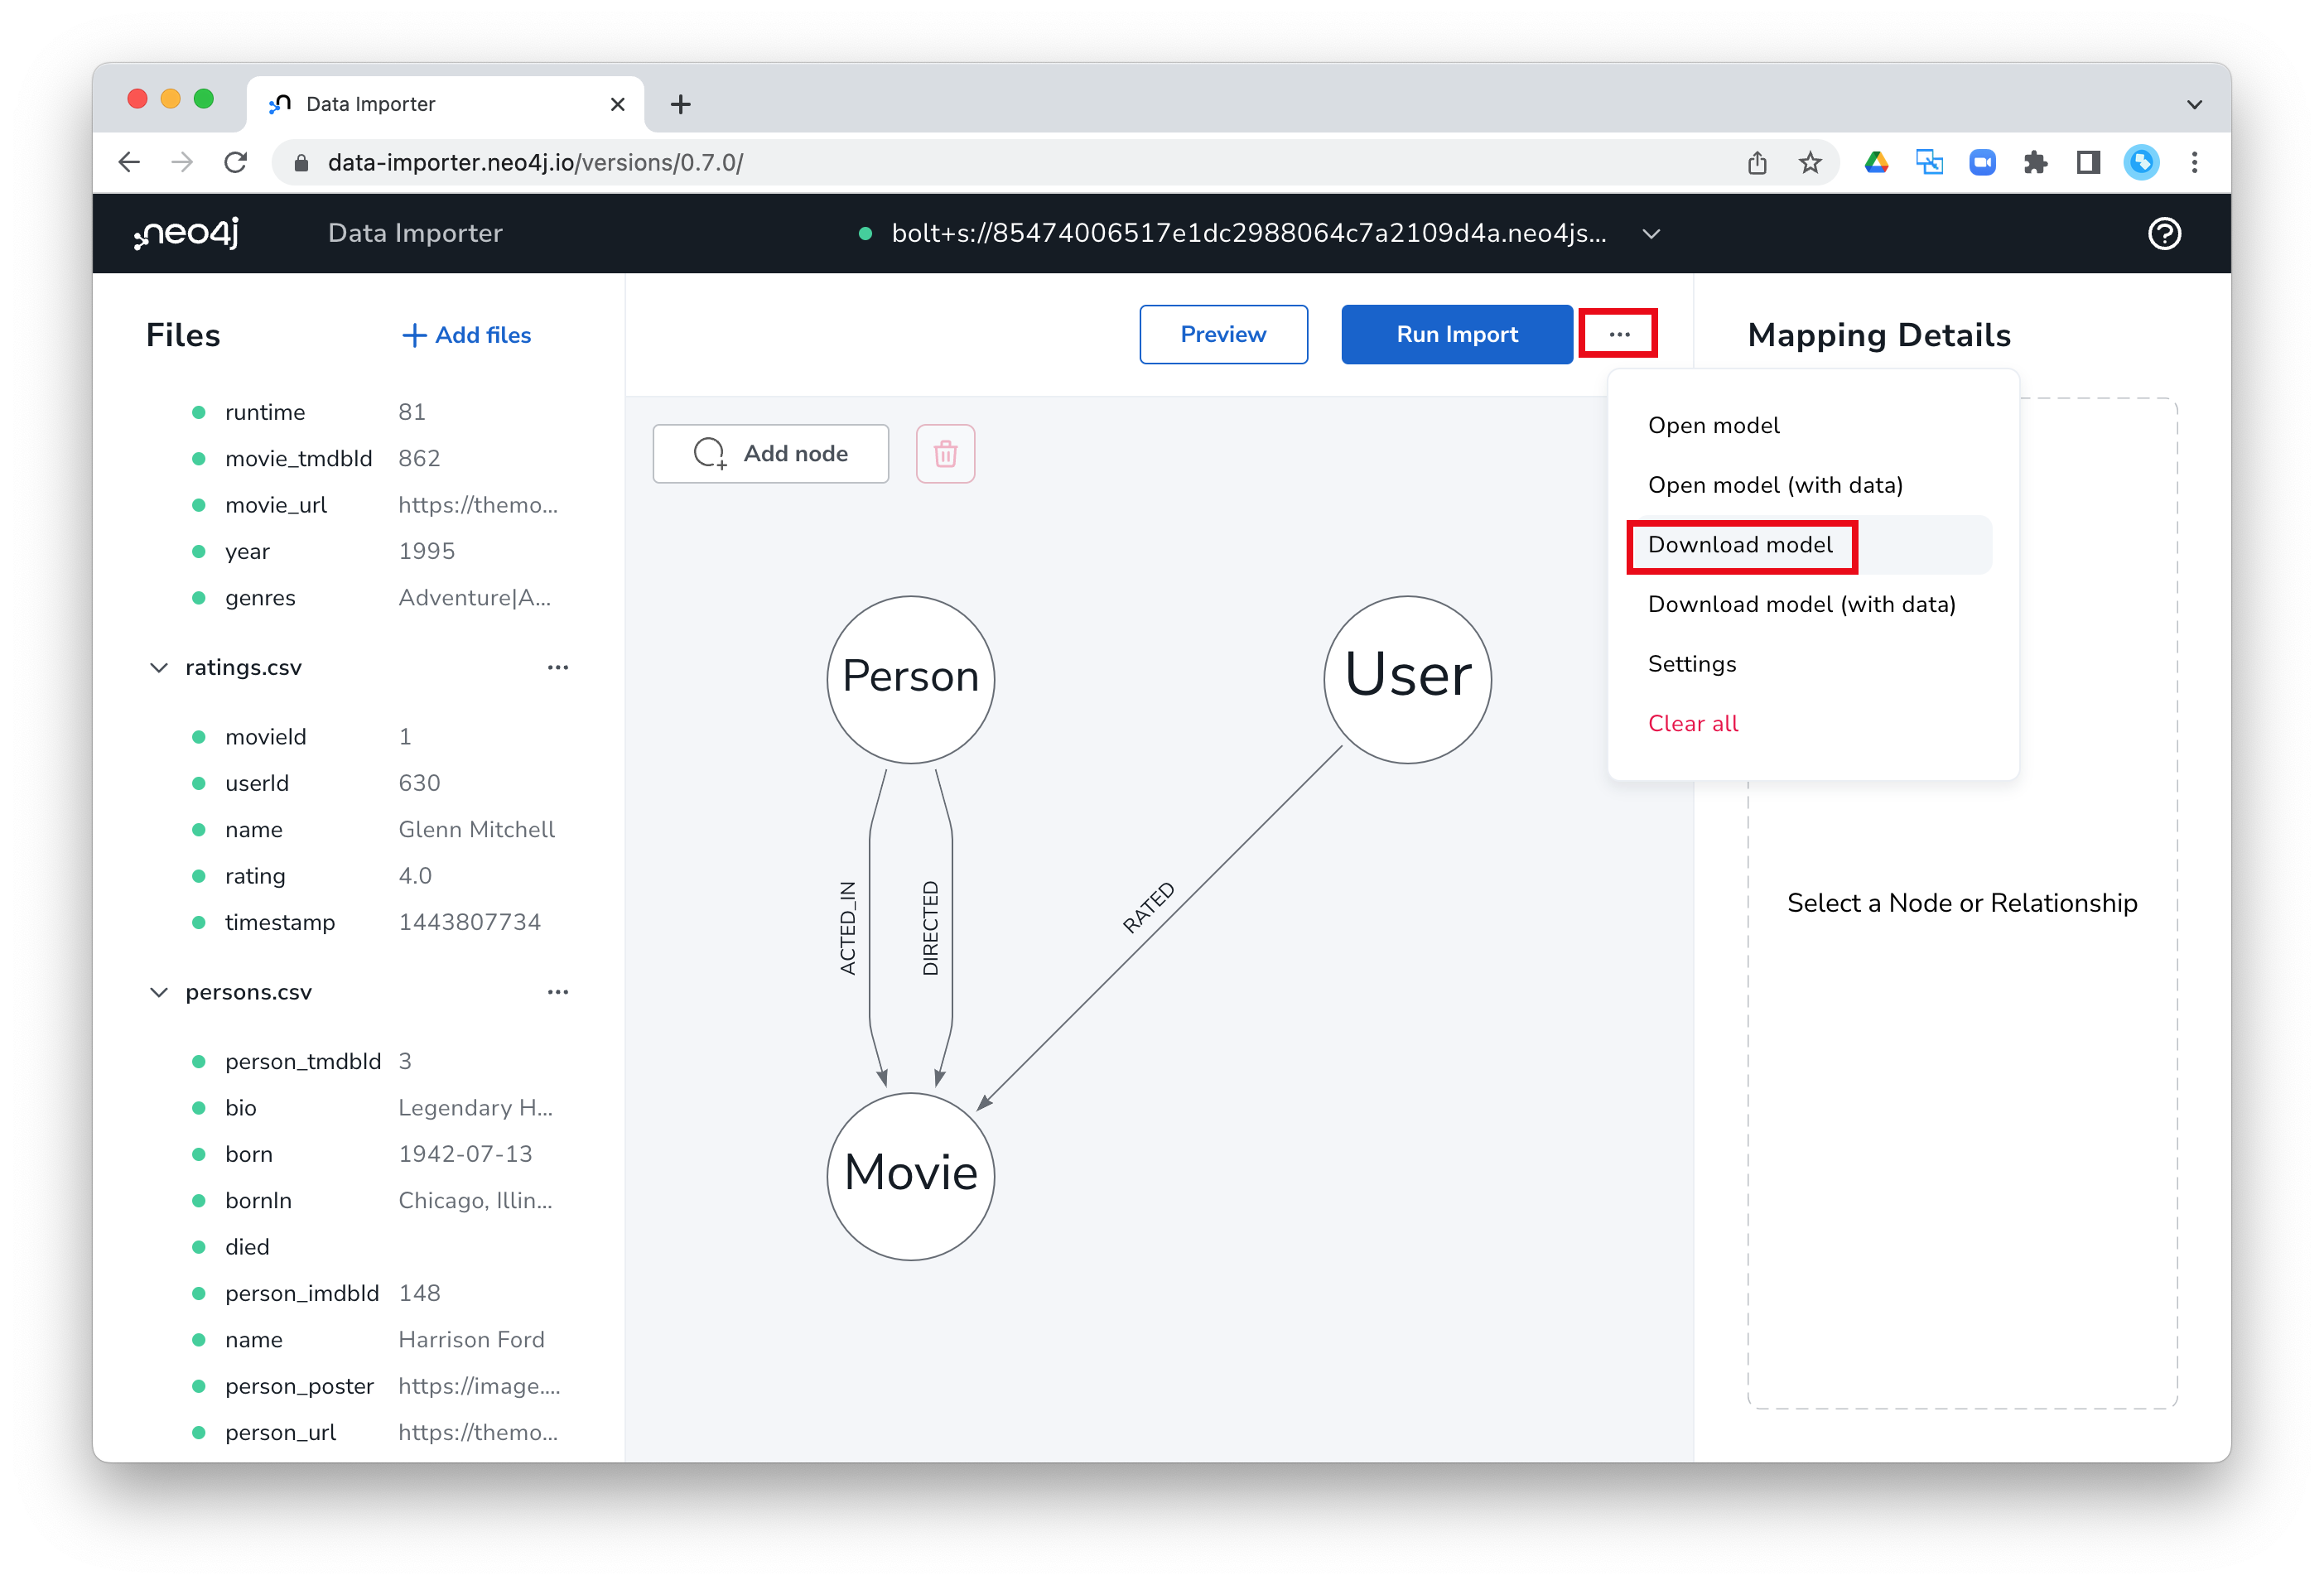 Data Importer
data-importer.neo4j.io/versions/0.7.0/
neo4j Data Importer bolt+s://85474006517e1dc2988064c7a2109d4a.neo4js...
Files Add files
Preview Run Import ...
Mapping Details
runtime 81
movie_tmdbId 862
movie_url https://themo...
year 1995
genres Adventure|A...
ratings.csv ...
movieId 1
userId 630
name Glenn Mitchell
rating 4.0
timestamp 1443807734
persons.csv ...
person_tmdbId 3
bio Legendary H...
born 1942-07-13
bornIn Chicago, Illin...
died
person_imdbId 148
name Harrison Ford
person_poster https://image....
person_url https://themo...
Add node
Person
User
ACTED_IN
DIRECTED
RATED
Movie
Open model
Open model (with data)
Download model
Download model (with data)
Settings
Clear all
Select a Node or Relationship